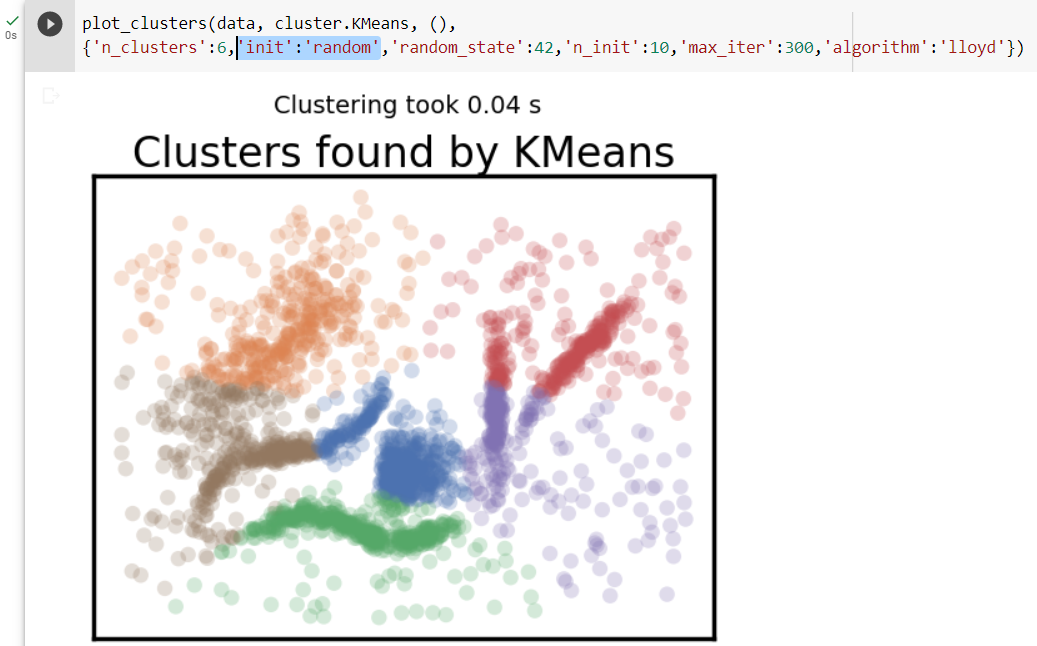 plot_clusters(data, cluster.KMeans, (),
0s
{'n_clusters':6,'init':'random','random_state':42,'n_init':10,'max_iter':300,'algorithm':'lloyd'})
Clustering took 0.04 s
Clusters found by KMeans